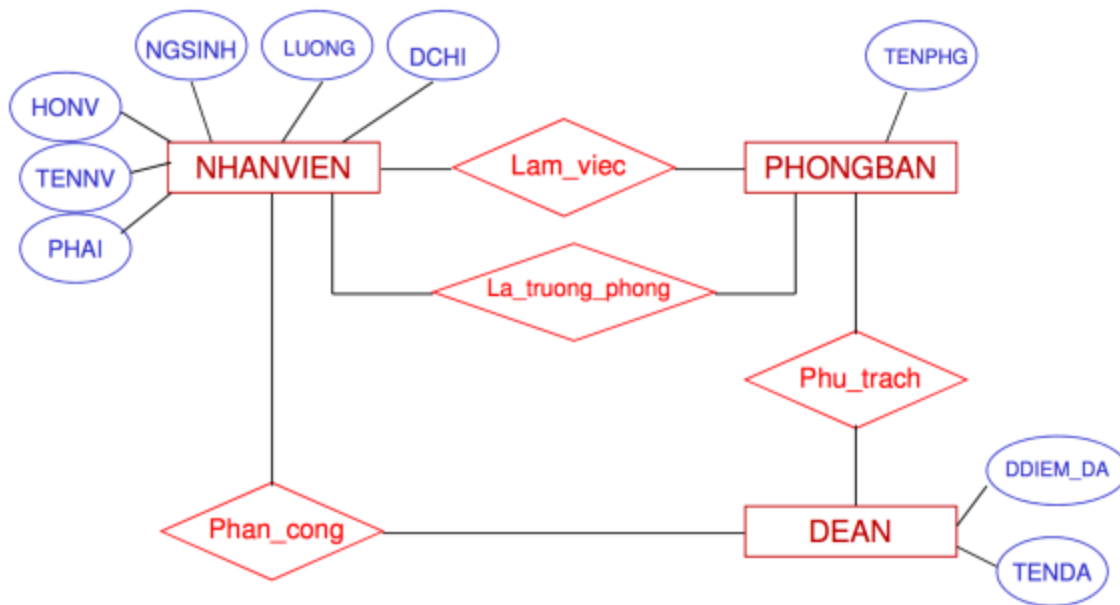 NGSINH
LUONG
DCHI
TENPHG
HONV
TENNV
PHAI
NHANVIEN
Lam_viec
PHONGBAN
La_truong_phong
Phu_trach
DDIEM_DA
Phan_cong
DEAN
TENDA